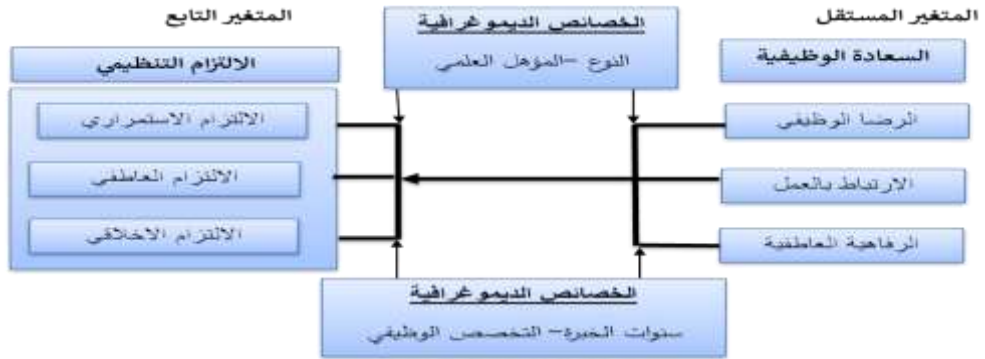 المتغير المستقل
السعادة الوظيفية
الرضا الوظيفي
الارتباط بالعمل
الرفاهية العاطفية
الخصائص الديموغرافية
النوع –المؤهل العلمي
الخصائص الديموغرافية
سنوات الخبرة– التخصص الوظيفي
المتغير التابع
الالتزام التنظيمي
الالتزام الاستمراري
الالتزام العاطفي
الالتزام الاخلاقي